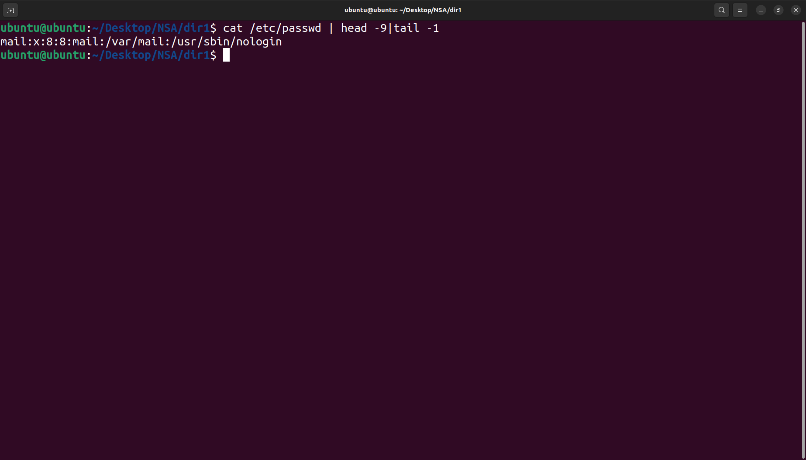 ubuntu@ubuntu: ~/Desktop/NSA/dir1
ubuntu@ubuntu:~/Desktop/NSA/dir1$ cat /etc/passwd | head -9|tail -1
mail:x:8:8:mail:/var/mail:/usr/sbin/nologin
ubuntu@ubuntu:~/Desktop/NSA/dir1$